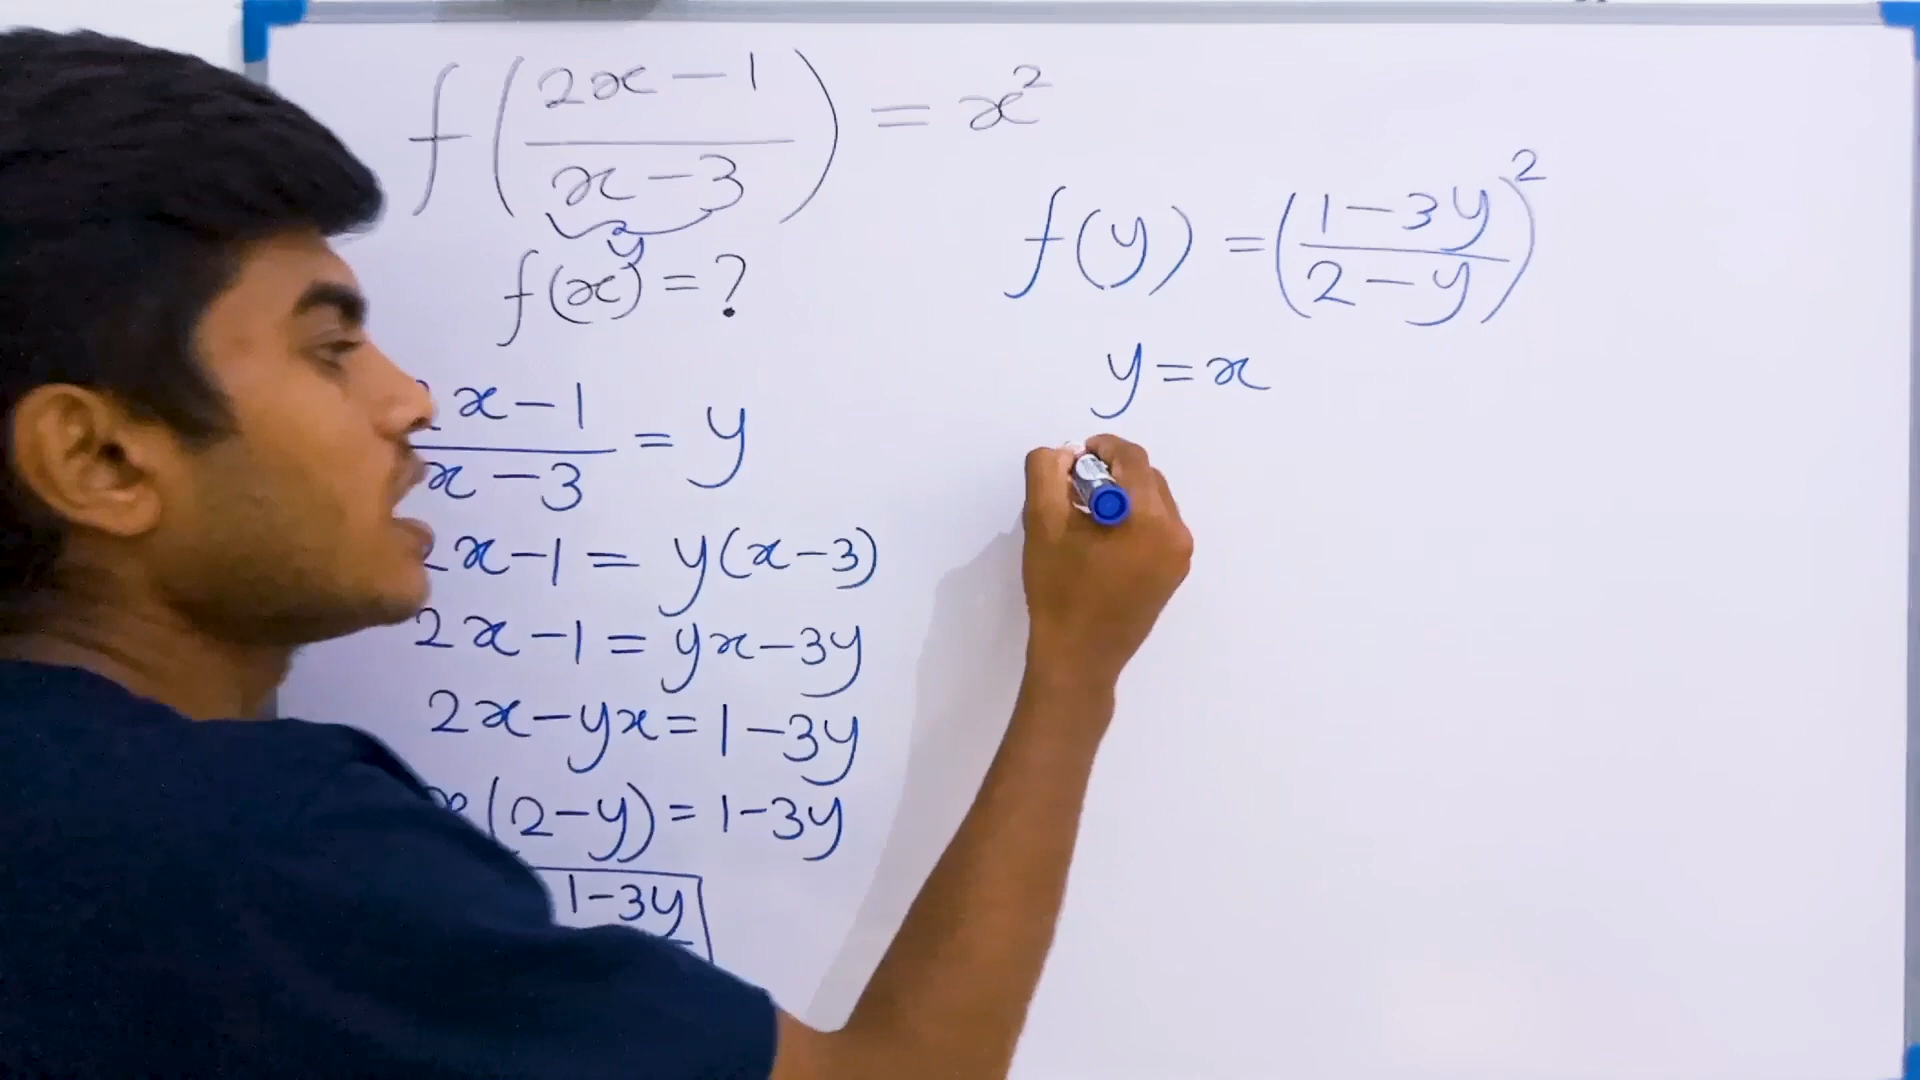 f(2x-1/x-3) = x²
y
f(x) = ?
2x-1/x-3 = y
2x-1 = y(x-3)
2x-1 = yx-3y
2x-yx = 1-3y
x(2-y) = 1-3y
1-3y
f(y) = (1-3y/2-y)²
y = x